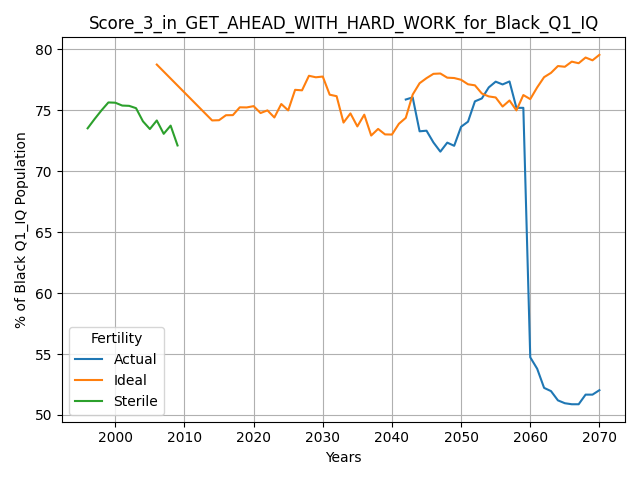 Score_3_in_GET_AHEAD_WITH_HARD_WORK_for_Black_Q1_IQ
% of Black Q1_IQ Population
80
75
70
65
60
55
50
Fertility
Actual
Ideal
Sterile
2000 2010 2020 2030 2040 2050 2060 2070
Years